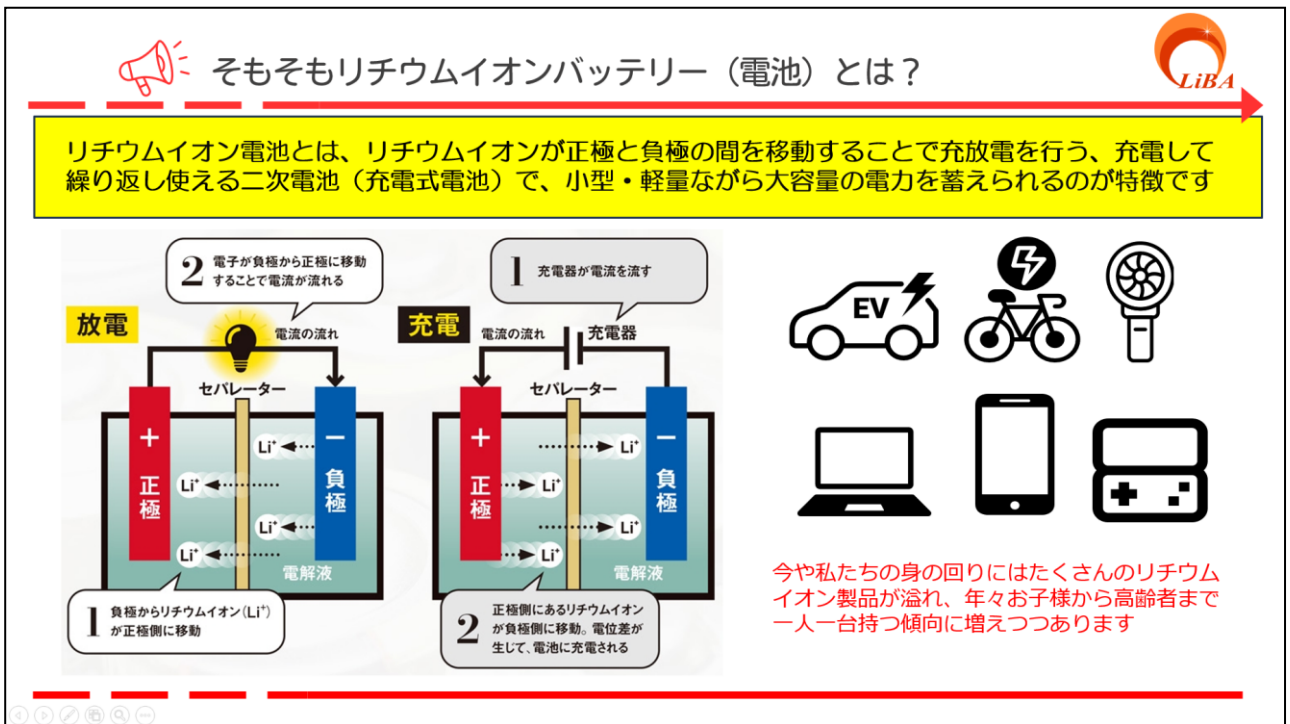 そもそもリチウムイオンバッテリー（電池）とは？
LiBA
リチウムイオン電池とは、リチウムイオンが正極と負極の間を移動することで充放電を行う、充電して
繰り返し使える二次電池（充電式電池）で、小型・軽量ながら大容量の電力を蓄えられるのが特徴です
放電
2 電子が負極から正極に移動
することで電流が流れる
電流の流れ
セパレーター
＋
正極
－
負極
Li⁺
Li⁺
Li⁺
Li⁺
電解液
1 負極からリチウムイオン（Li⁺）
が正極側に移動
充電
1 充電器が電流を流す
電流の流れ
充電器
セパレーター
＋
正極
－
負極
Li⁺
Li⁺
Li⁺
Li⁺
電解液
2 正極側にあるリチウムイオン
が負極側に移動。電位差が
生じて、電池に充電される
EV
今や私たちの身の回りにはたくさんのリチウム
イオン製品が溢れ、年々お子様から高齢者まで
一人一台持つ傾向に増えつつあります